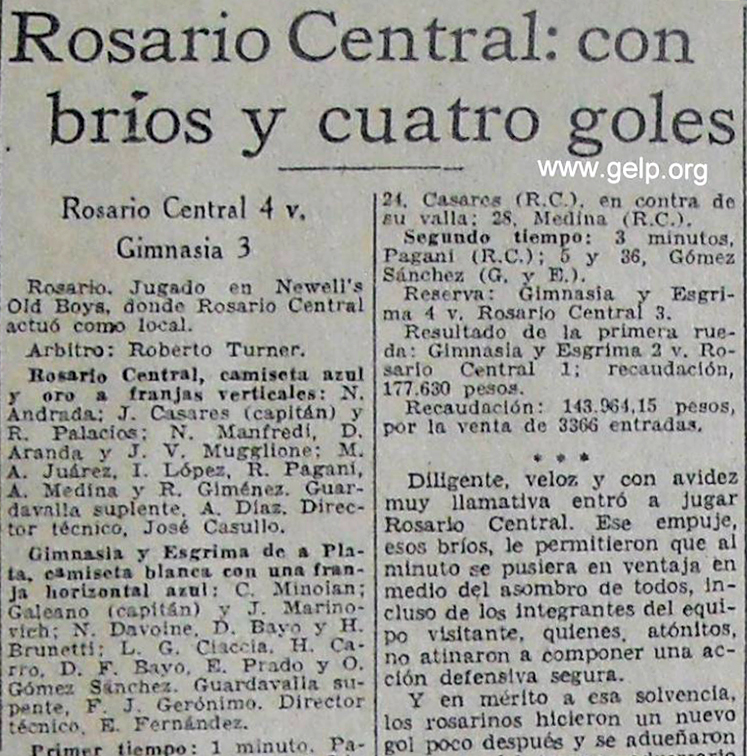 Rosario Central: con
bríos y cuatro goles
www.gelp.org
Rosario Central 4 v.
Gimnasia 3
Rosario. Jugado en Newell's
Old Boys, donde Rosario Central
actuó como local.
Arbitro: Roberto Turner.
Rosario Central, camiseta azul
y oro a franjas verticales: N.
Andrada; J. Casares (capitán) y
R. Palacios; N. Manfredi, D.
Aranda y J. V. Mugglione; M.
A. Juárez, I. López, R. Pagani,
A. Medina y R. Giménez. Guar-
davalla suplente, A. Díaz. Direc-
tor técnico, José Casullo.
Gimnasia y Esgrima de a Pla-
ta, camiseta blanca con una fran-
ja horizontal azul: C. Minoian;
Galeano (capitán) y J. Marino-
vich; N. Davoine, D. Bayo y H.
Brunetti; L. G. Ciaccia, H. Ca-
rro, D. F. Bayo, E. Prado y O.
Gómez Sánchez. Guardavalla su-
pente, F. J. Gerónimo. Director
técnico, E. Fernández.
Primer tiempo: 1 minuto, Pa-
24, Casares (R.C.), en contra de
su valla; 28, Medina (R.C.).
Segundo tiempo: 3 minutos,
Pagani (R.C.); 5 y 36, Gómez
Sánchez (G. y E.).
Reserva: Gimnasia y Esgri-
ma 4 v. Rosario Central 3.
Resultado de la primera rue-
da: Gimnasia y Esgrima 2 v. Ro-
sario Central 1; recaudación,
177.630 pesos.
Recaudación: 143.964,15 pesos,
por la venta de 3366 entradas.
* * *
Diligente, veloz y con avidez
muy llamativa entró a jugar
Rosario Central. Ese empuje,
esos bríos, le permitieron que al
minuto se pusiera en ventaja en
medio del asombro de todos, in-
cluso de los integrantes del equi-
po visitante, quienes, atónitos,
no atinaron a componer una ac-
ción defensiva segura.
Y en mérito a esa solvencia,
los rosarinos hicieron un nuevo
gol poco después y se adueñaron